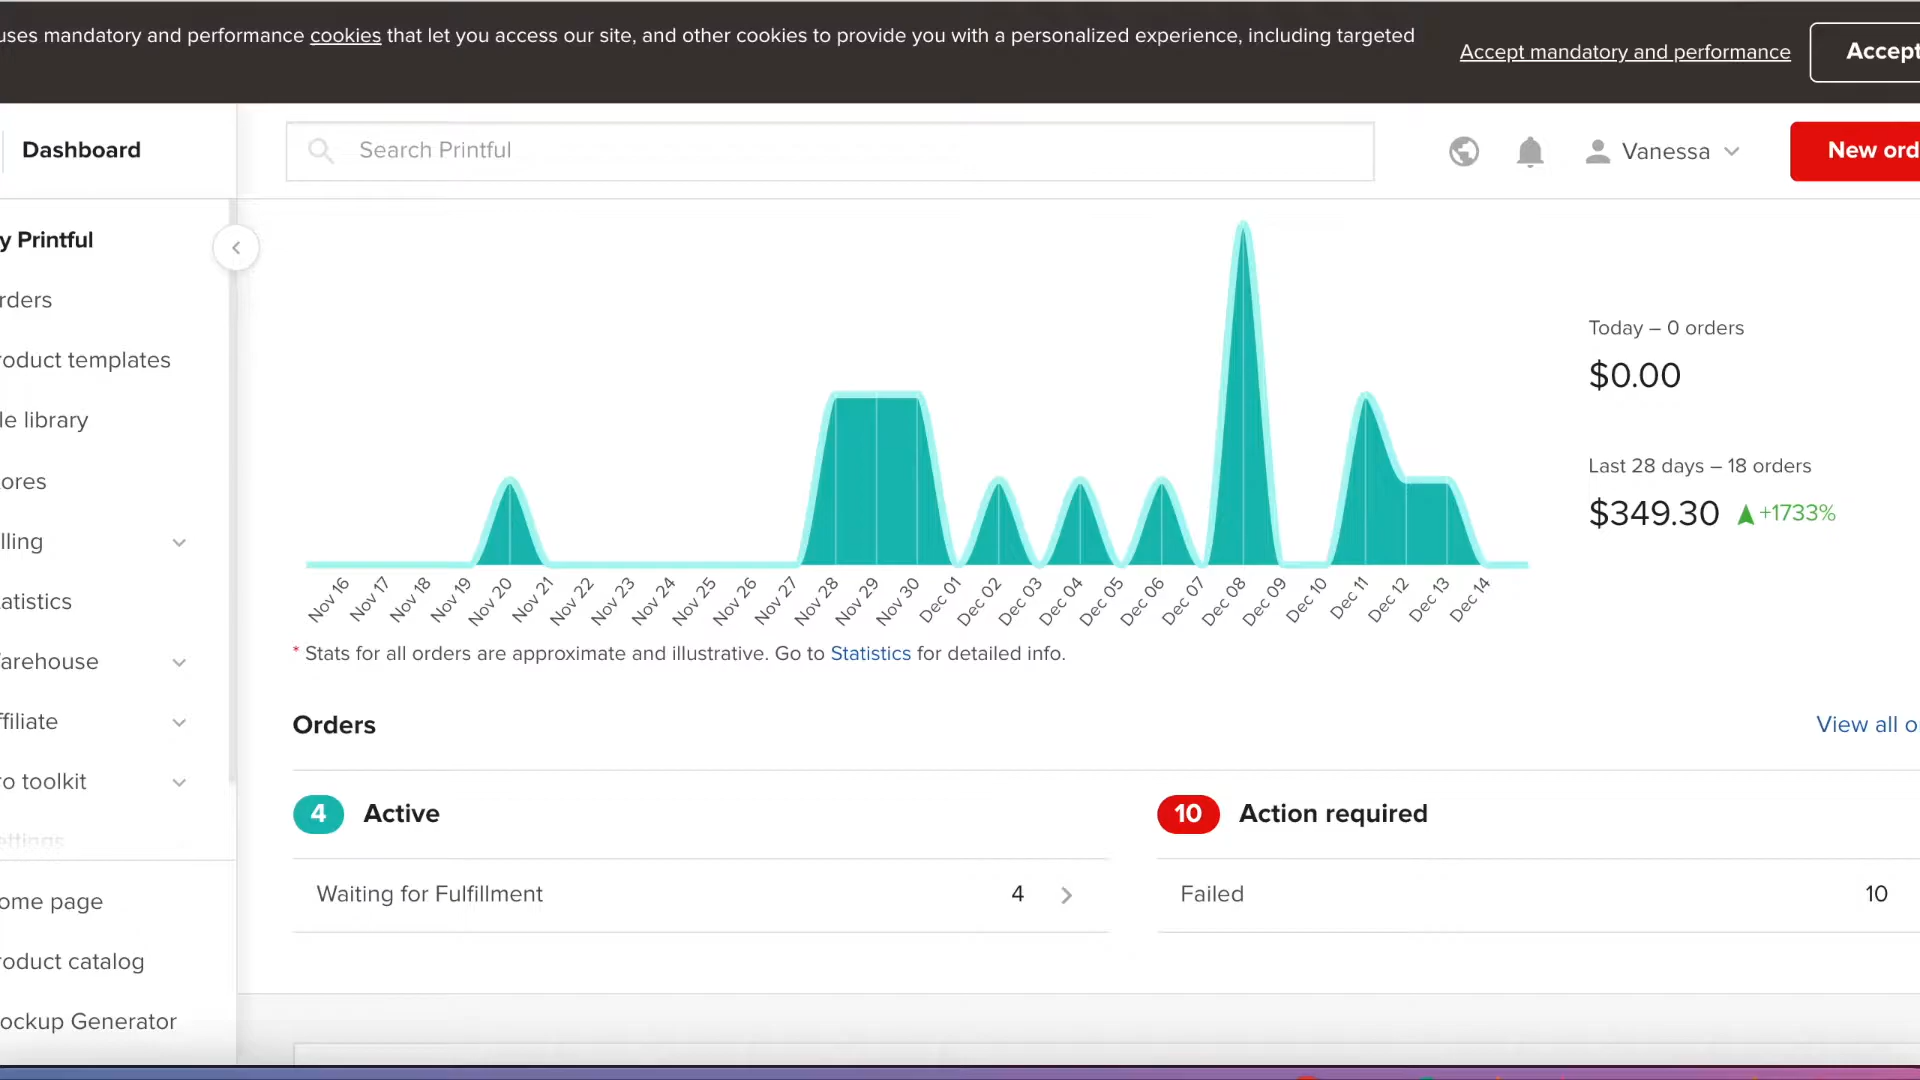 uses mandatory and performance cookies that let you access our site, and other cookies to provide you with a personalized experience, including targeted
Accept mandatory and performance
Accept
Dashboard
Search Printful
Vanessa
New ord
y Printful
rders
roduct templates
le library
ores
lling
atistics
arehouse
ffiliate
ro toolkit
ettings
ome page
roduct catalog
ockup Generator
Today – 0 orders
$0.00
Last 28 days – 18 orders
$349.30 +1733%
Nov 16 Nov 17 Nov 18 Nov 19 Nov 20 Nov 21 Nov 22 Nov 23 Nov 24 Nov 25 Nov 26 Nov 27 Nov 28 Nov 29 Nov 30 Dec 01 Dec 02 Dec 03 Dec 04 Dec 05 Dec 06 Dec 07 Dec 08 Dec 09 Dec 10 Dec 11 Dec 12 Dec 13 Dec 14
* Stats for all orders are approximate and illustrative. Go to Statistics for detailed info.
Orders
View all o
4 Active
10 Action required
Waiting for Fulfillment 4
Failed 10